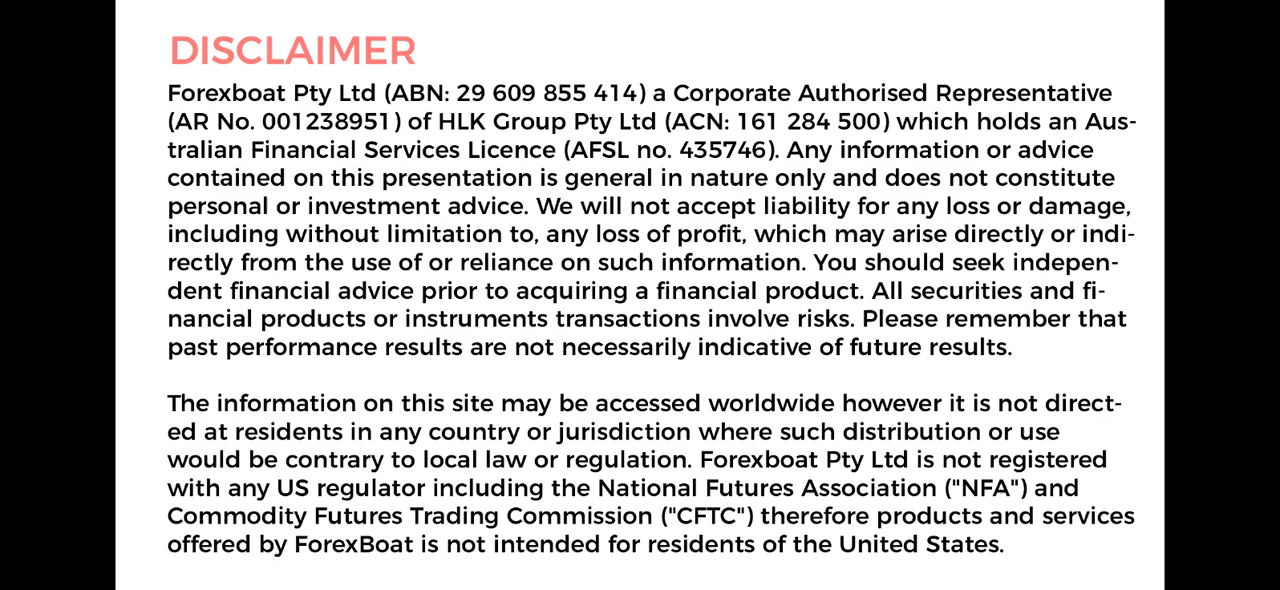 DISCLAIMER
Forexboat Pty Ltd (ABN: 29 609 855 414) a Corporate Authorised Representative
(AR No. 001238951) of HLK Group Pty Ltd (ACN: 161 284 500) which holds an Aus-
tralian Financial Services Licence (AFSL no. 435746). Any information or advice
contained on this presentation is general in nature only and does not constitute
personal or investment advice. We will not accept liability for any loss or damage,
including without limitation to, any loss of profit, which may arise directly or indi-
rectly from the use of or reliance on such information. You should seek indepen-
dent financial advice prior to acquiring a financial product. All securities and fi-
nancial products or instruments transactions involve risks. Please remember that
past performance results are not necessarily indicative of future results.
The information on this site may be accessed worldwide however it is not direct-
ed at residents in any country or jurisdiction where such distribution or use
would be contrary to local law or regulation. Forexboat Pty Ltd is not registered
with any US regulator including the National Futures Association ("NFA") and
Commodity Futures Trading Commission ("CFTC") therefore products and services
offered by ForexBoat is not intended for residents of the United States.